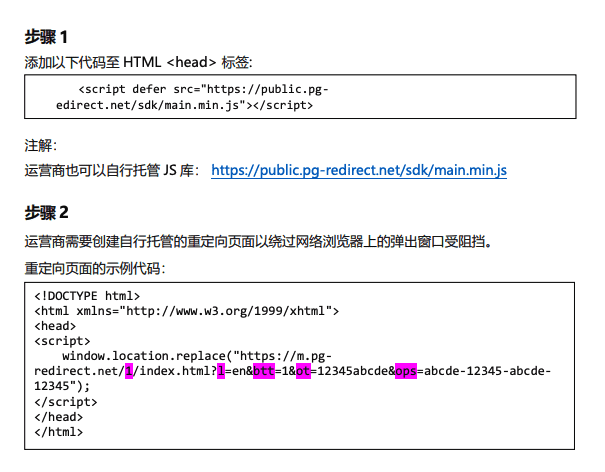 步骤 1
添加以下代码至 HTML <head> 标签:
<script defer src="https://public.pg-
edirect.net/sdk/main.min.js"></script>
注解：
运营商也可以自行托管 JS 库： https://public.pg-redirect.net/sdk/main.min.js
步骤 2
运营商需要创建自行托管的重定向页面以绕过网络浏览器上的弹出窗口受阻挡。
重定向页面的示例代码：
<!DOCTYPE html>
<html xmlns="http://www.w3.org/1999/xhtml">
<head>
<script>
window.location.replace("https://m.pg-
redirect.net/1/index.html?l=en&btt=1&ot=12345abcde&ops=abcde-12345-abcde-
12345");
</script>
</head>
</html>